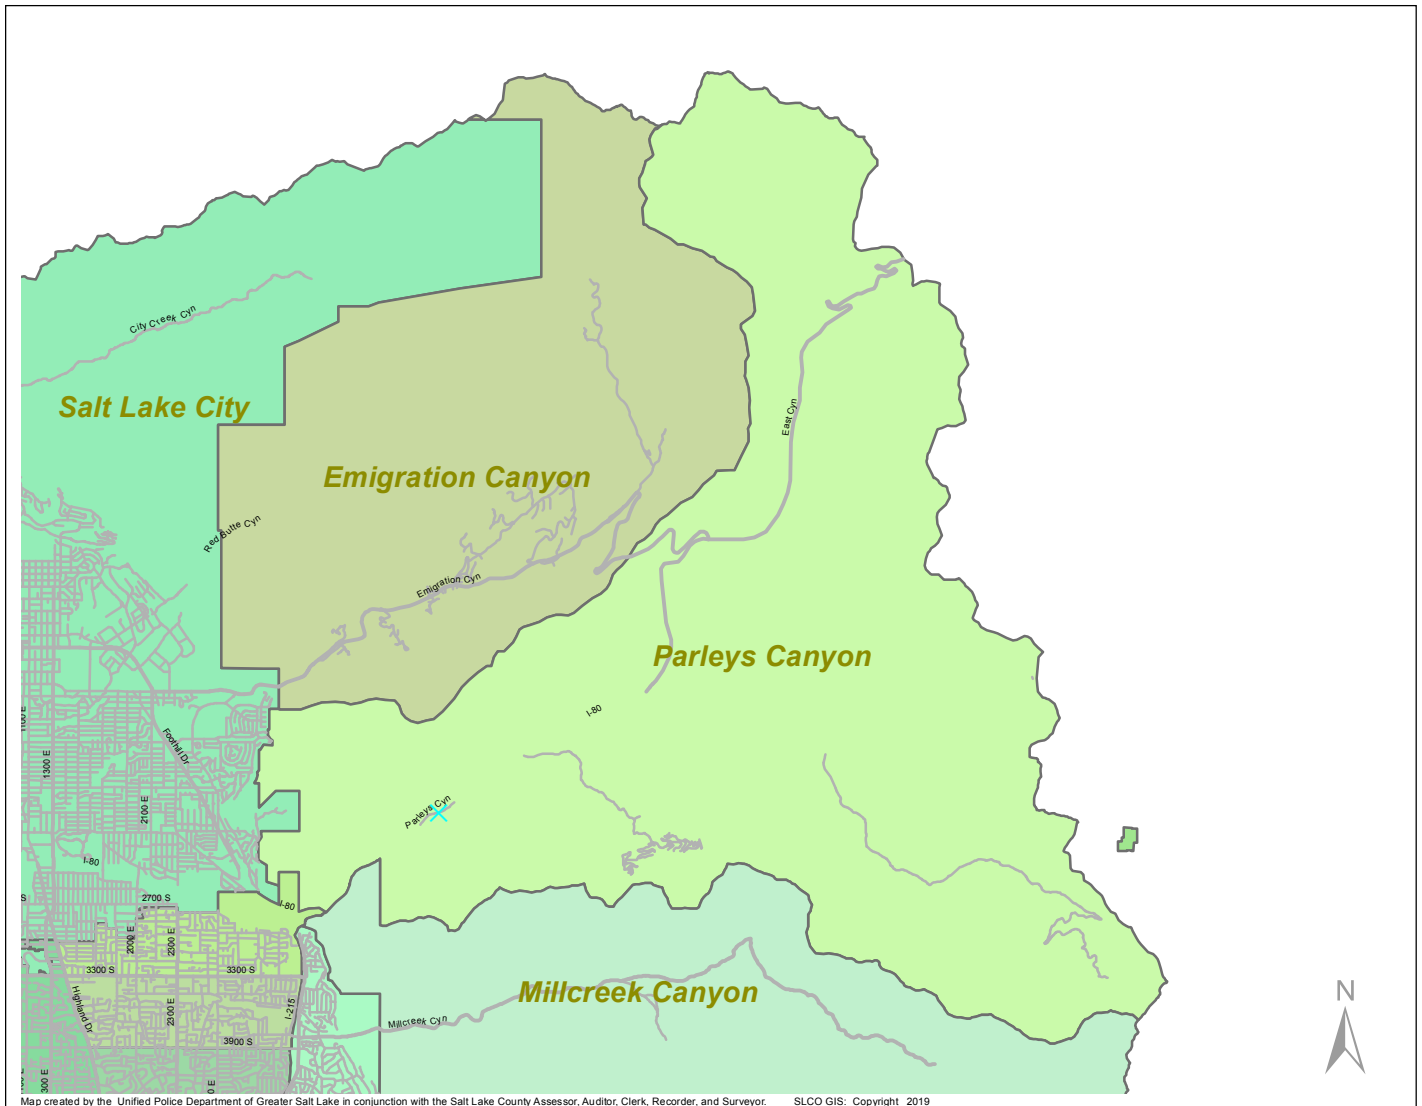 City Creek Cyn
Salt Lake City
East Cyn
Emigration Canyon
Red Butte Cyn
Emigration Cyn
Parleys Canyon
I-80
1300 E
Foothill Dr
2100 E
Parleys Cyn
I-80
2700 S
I-80
S
2000 E
2300 E
3300 S
3300 S
Millcreek Canyon
N
Highland Dr
2300 E
I-215
Millcreek Cyn
3900 S
300 E
Map created by the Unified Police Department of Greater Salt Lake in conjunction with the Salt Lake County Assessor, Auditor, Clerk, Recorder, and Surveyor. SLCO GIS: Copyright 2019